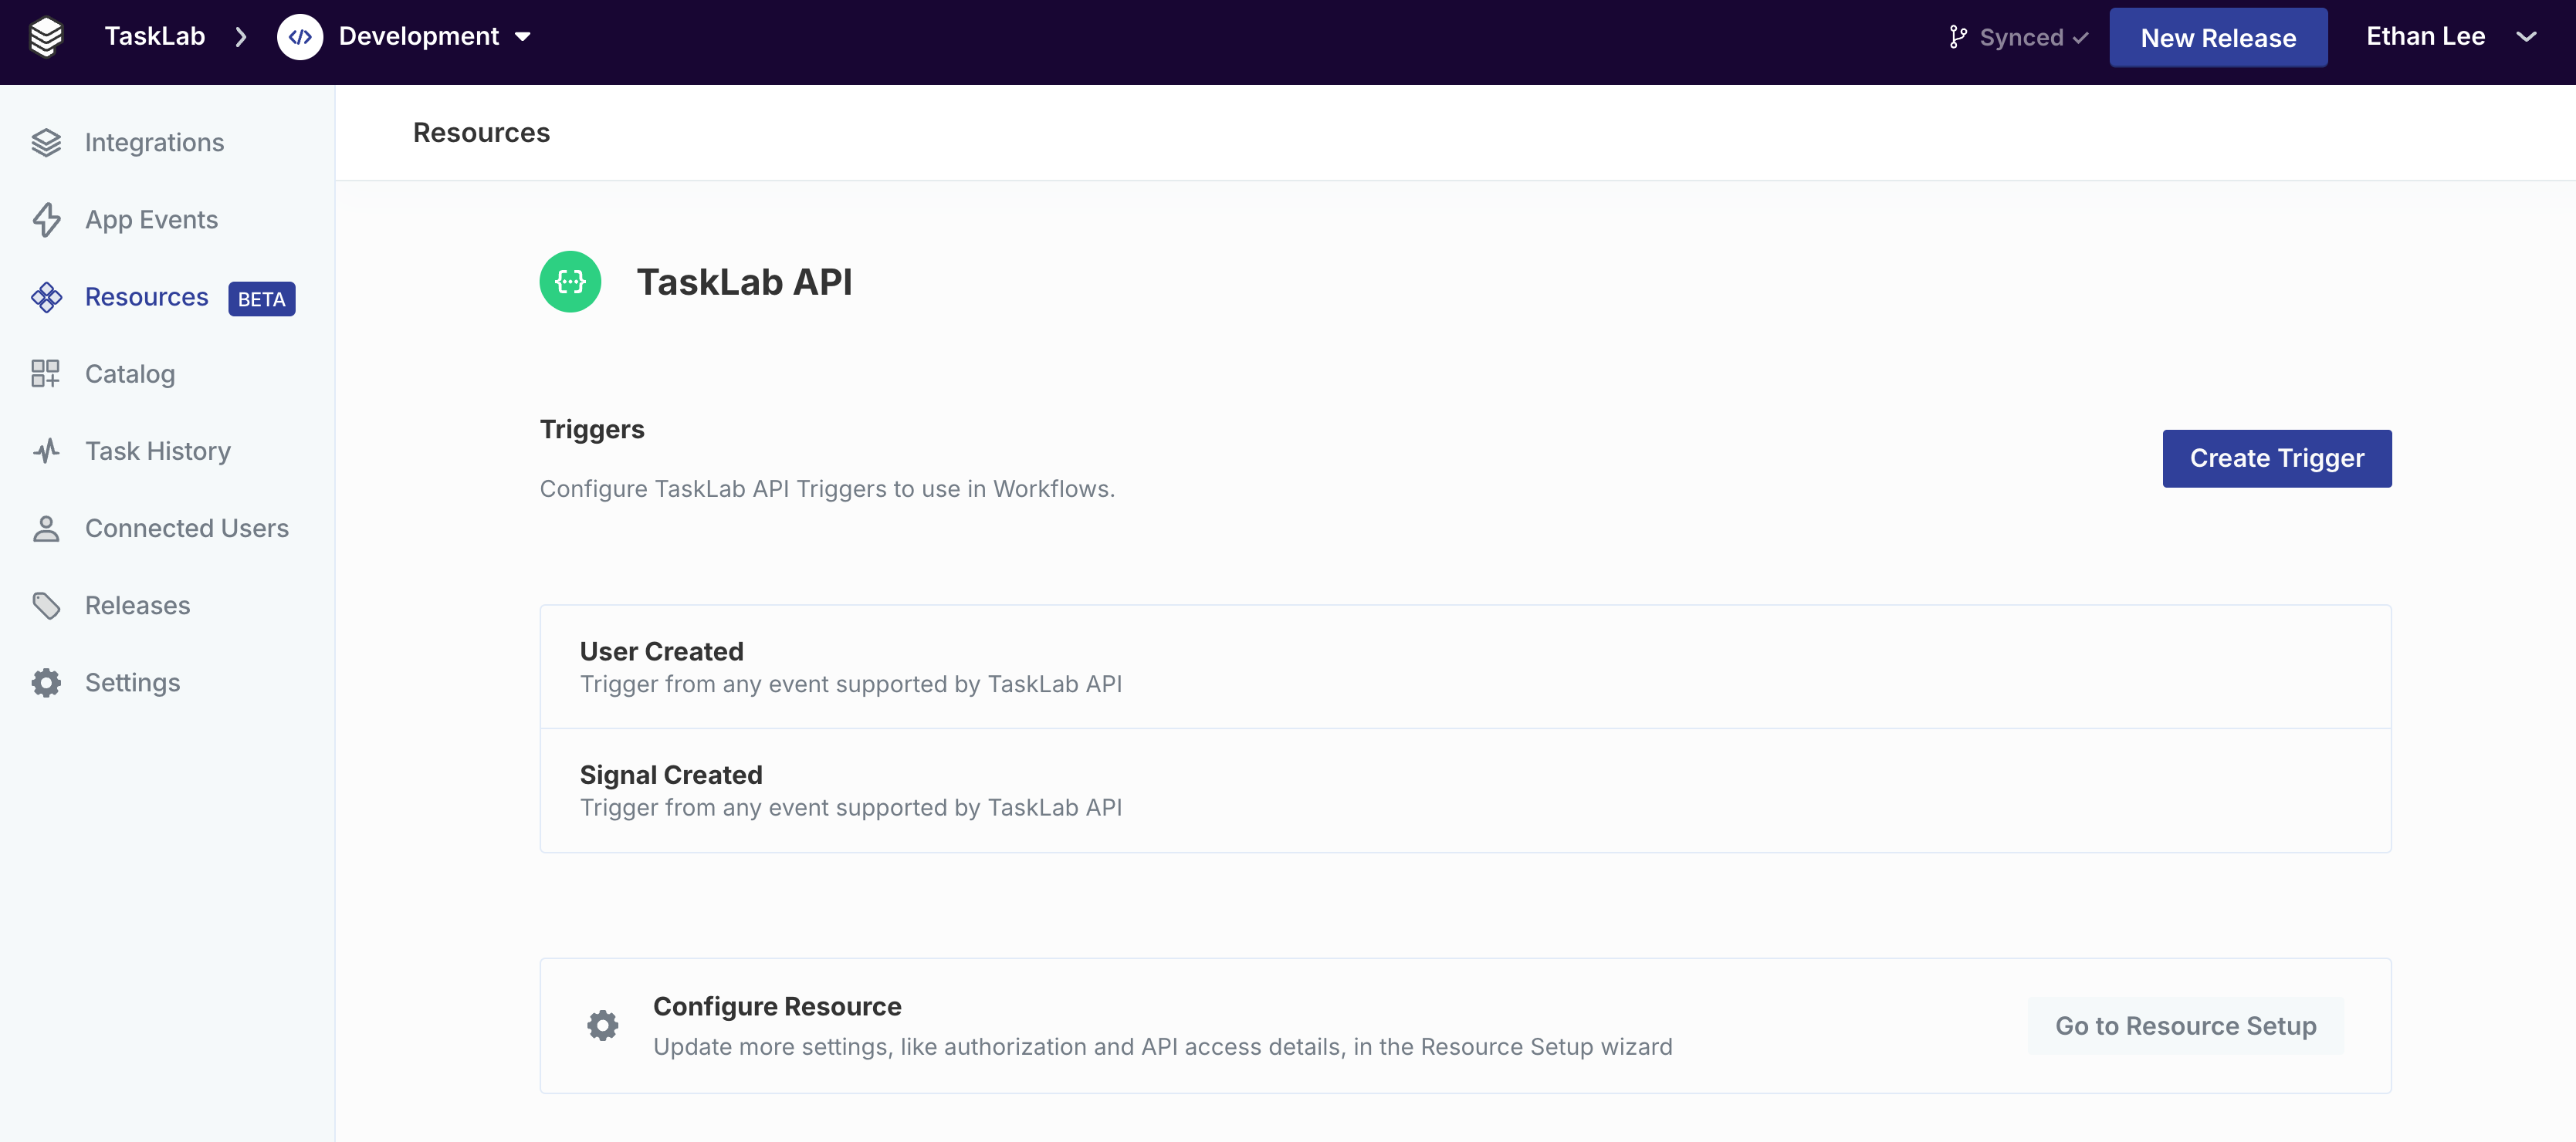 TaskLab
Development
Synced
New Release
Ethan Lee
Integrations
App Events
Resources BETA
Catalog
Task History
Connected Users
Releases
Settings
Resources
TaskLab API
Triggers
Configure TaskLab API Triggers to use in Workflows.
Create Trigger
User Created
Trigger from any event supported by TaskLab API
Signal Created
Trigger from any event supported by TaskLab API
Configure Resource
Update more settings, like authorization and API access details, in the Resource Setup wizard
Go to Resource Setup